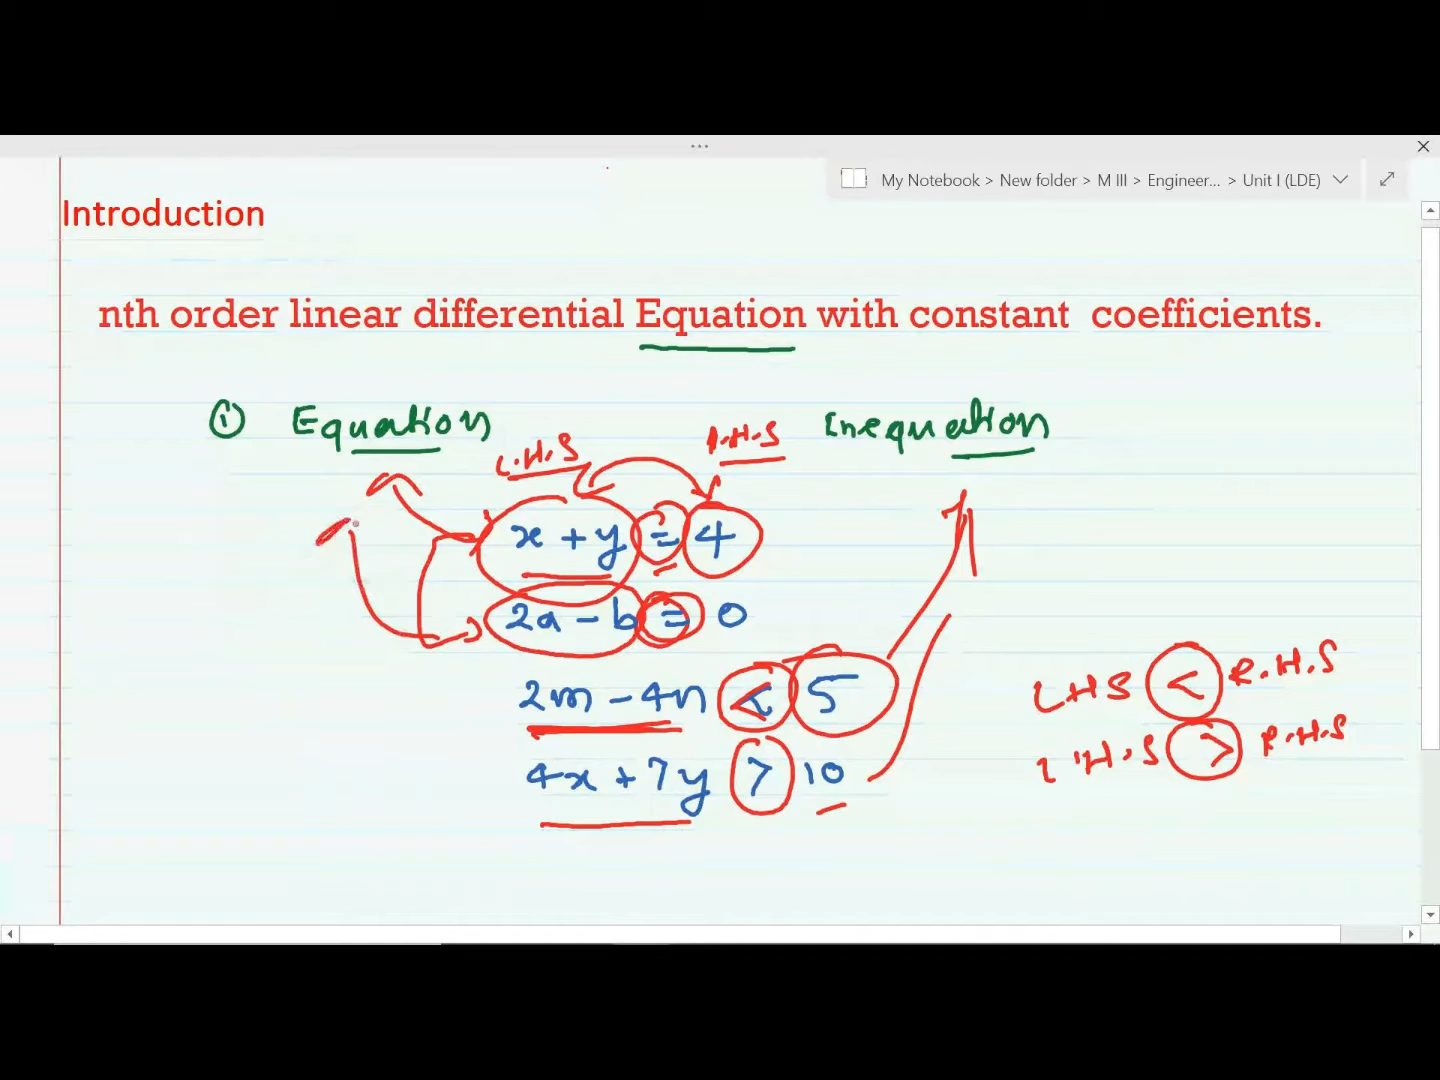 My Notebook > New folder > M III > Engineer... > Unit I (LDE)
Introduction
nth order linear differential Equation with constant coefficients.
① Equation Inequation
L.H.S R.H.S
x + y = 4
2a - b = 0
2m - 4n < 5
4x + 7y > 10
LHS < R.H.S
L.H.S > R.H.S